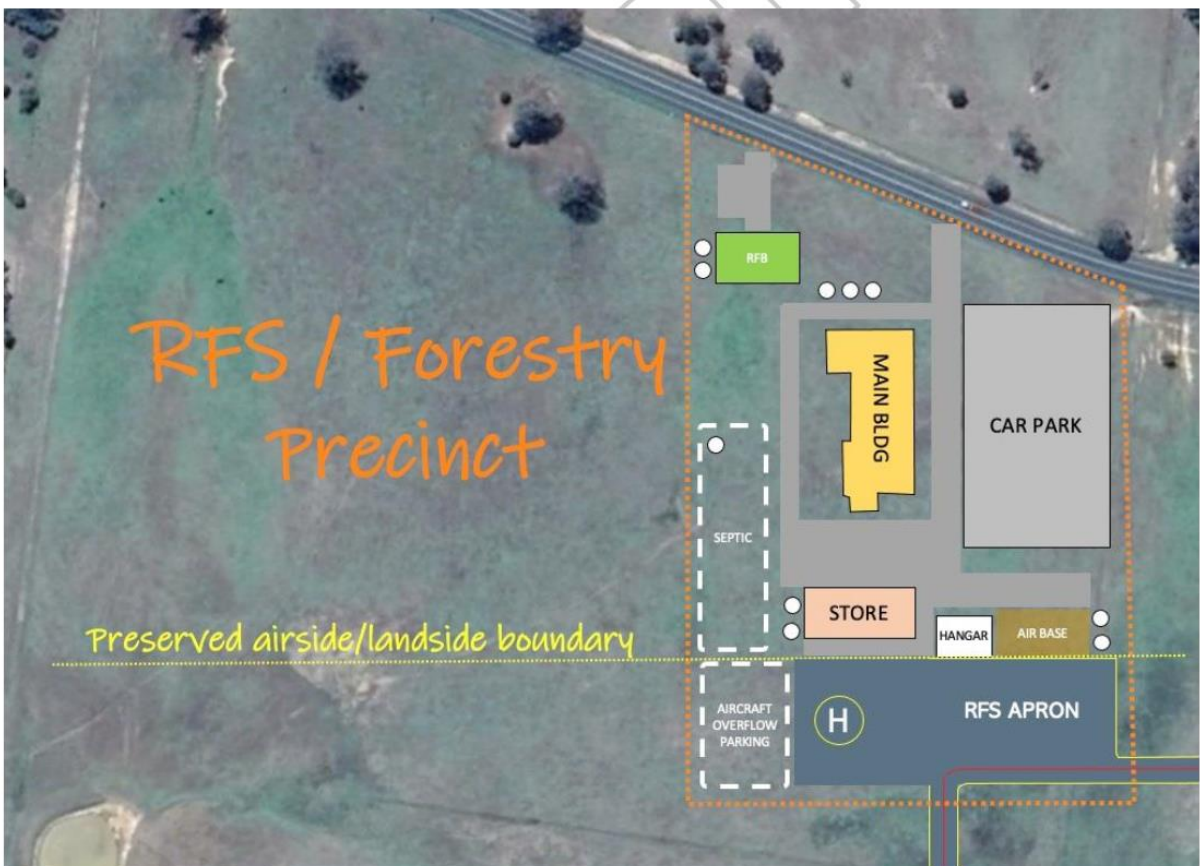 RFB
RFS / Forestry
Precinct
MAIN BLDG
CAR PARK
SEPTIC
STORE
HANGAR
AIR BASE
Preserved airside/landside boundary
AIRCRAFT
OVERFLOW
PARKING
H
RFS APRON